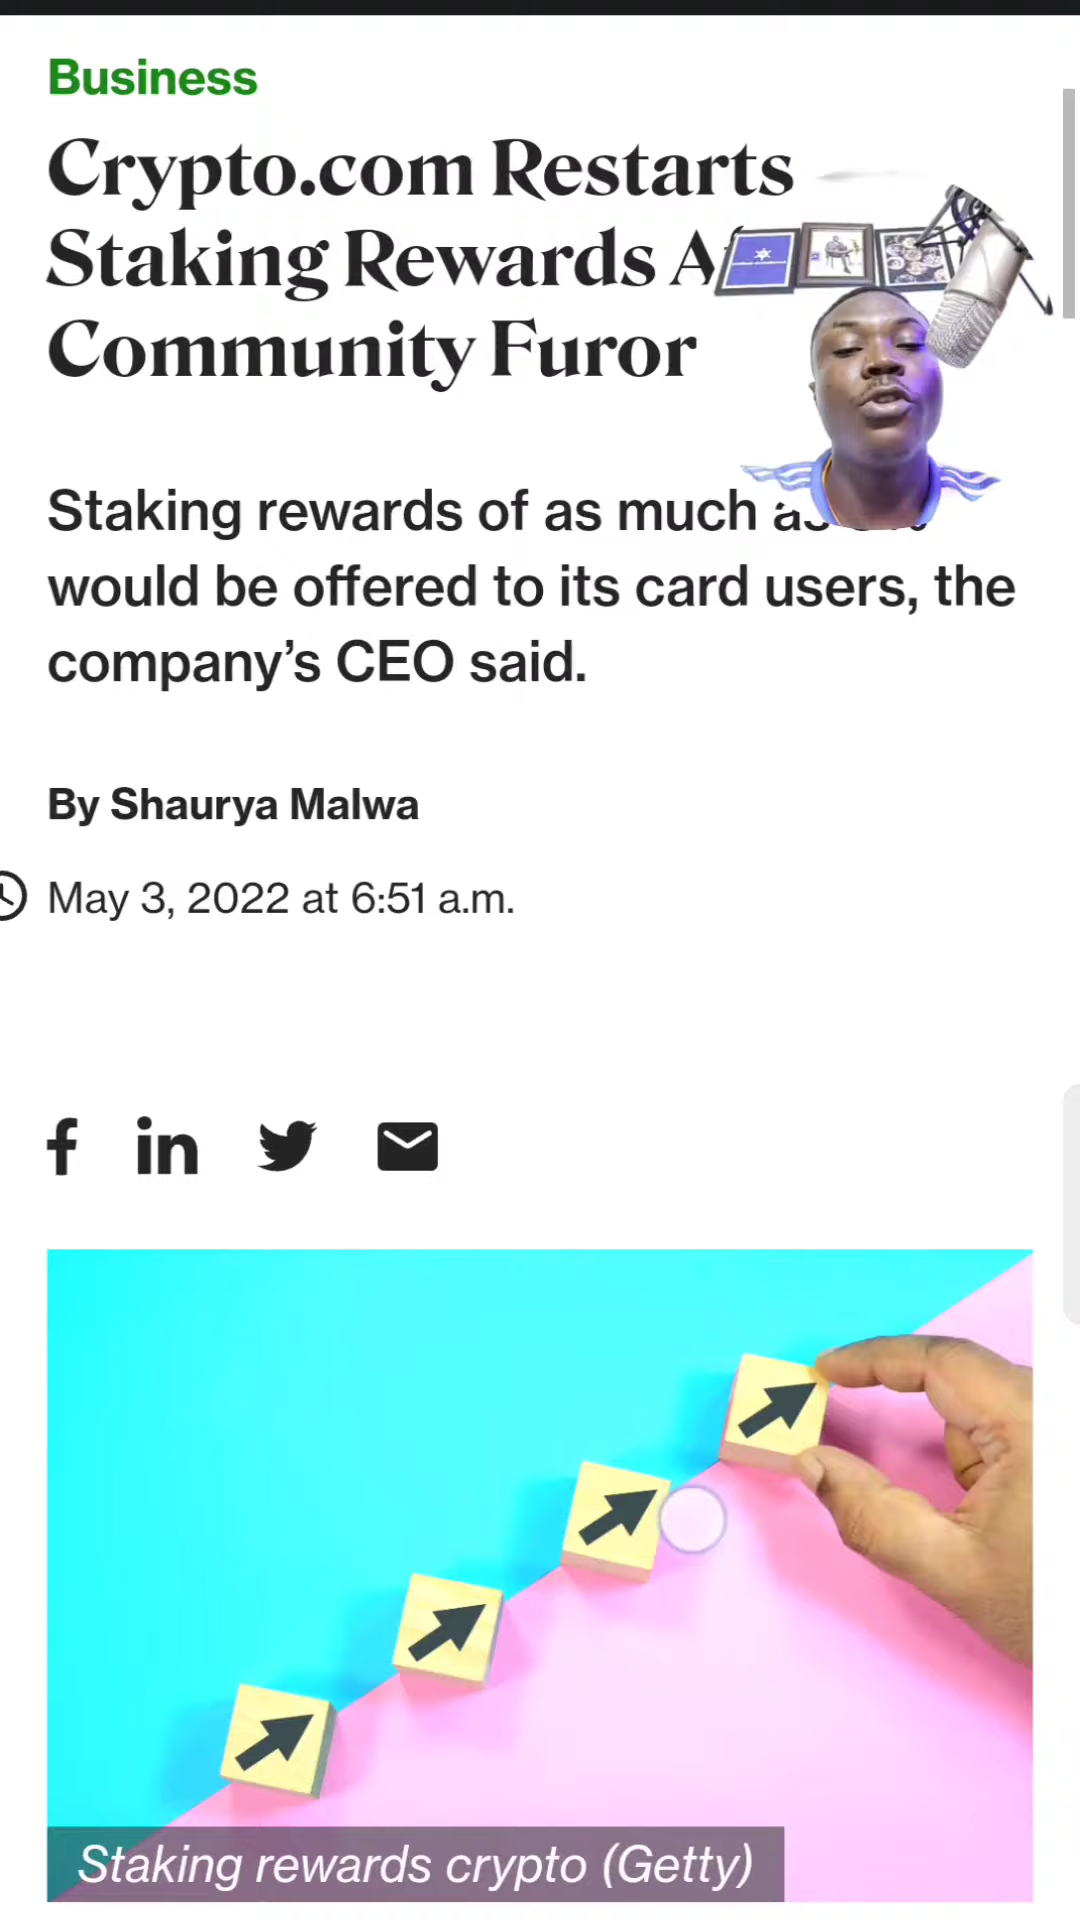 Business
Crypto.com Restarts
Staking Rewards
Community Furor
Staking rewards of as much as
would be offered to its card users, the
company’s CEO said.
By Shaurya Malwa
May 3, 2022 at 6:51 a.m.
f in
Staking rewards crypto (Getty)